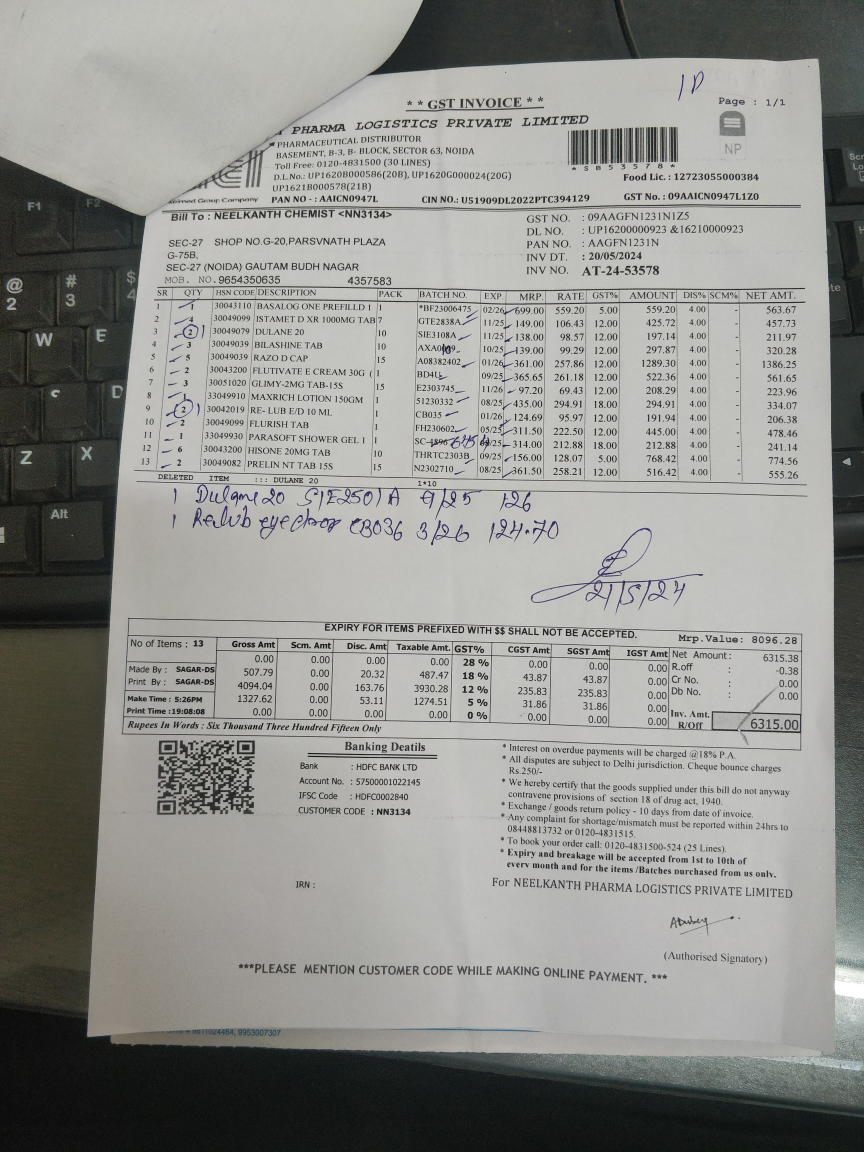 1D
** GST INVOICE **
Page : 1/1
PHARMA LOGISTICS PRIVATE LIMITED
PHARMACEUTICAL DISTRIBUTOR
BASEMENT, B-3, B- BLOCK, SECTOR 63, NOIDA
Toll Free: 0120-4831500 (30 LINES)
D.L.No.: UP1620B000586(20B), UP1620G000024(20G)
UP1621B000578(21B)
*SB53578*
NP
Food Lic. : 12723055000384
Group Company
PAN NO - : AAICN0947L CIN NO.: U51909DL2022PTC394129 GST No. : 09AAICN0947L1Z0
Bill To : NEELKANTH CHEMIST <NN3134>
SEC-27 SHOP NO.G-20,PARSVNATH PLAZA
G-75B,
SEC-27 (NOIDA) GAUTAM BUDH NAGAR
MOB. NO. 9654350635 4357583
GST NO. : 09AAGFN1231N1Z5
DL NO. : UP16200000923 &16210000923
PAN NO. : AAGFN1231N
INV DT. : 20/05/2024
INV NO. AT-24-53578
SR QTY HSN CODE DESCRIPTION PACK BATCH NO. EXP. MRP. RATE GST% AMOUNT DIS% SCM% NET AMT.
1 1 30043110 BASALOG ONE PREFILLD 1 1 *BF23006475 02/26 699.00 559.20 5.00 559.20 4.00 - 563.67
2 4 30049099 ISTAMET D XR 1000MG TAB 7 GTE2838A 11/25 149.00 106.43 12.00 425.72 4.00 - 457.73
3 2 1 30049079 DULANE 20 10 SIE3108A 11/25 138.00 98.57 12.00 197.14 4.00 - 211.97
4 3 30049039 BILASHINE TAB 10 10/25 139.00 99.29 12.00 297.87 4.00 - 320.28
5 5 30049039 RAZO D CAP 15 A08382402 01/26 361.00 257.86 12.00 1289.30 4.00 - 1386.25
6 2 30043200 FLUTIVATE E CREAM 30G ( 1 09/25 365.65 261.18 12.00 522.36 4.00 - 561.65
7 3 30051020 GLIMY-2MG TAB-15S 15 E2303745 11/26 97.20 69.43 12.00 208.29 4.00 - 223.96
8 1 33049910 MAXRICH LOTION 150GM 1 51230332 08/25 435.00 294.91 18.00 294.91 4.00 - 334.07
9 2 1 30042019 RE- LUB E/D 10 ML 1 CB035 01/26 124.69 95.97 12.00 191.94 4.00 - 206.38
10 2 30049099 FLURISH TAB 1 FH230602 05/25 311.50 222.50 12.00 445.00 4.00 - 478.46
11 1 33049930 PARASOFT SHOWER GEL 1 1 314.00 212.88 18.00 212.88 4.00 - 241.14
12 6 30043200 HISONE 20MG TAB 10 THRTC2303B 09/25 156.00 128.07 5.00 768.42 4.00 - 774.56
13 2 30049082 PRELIN NT TAB 15S 15 N2302710 08/25 361.50 258.21 12.00 516.42 4.00 - 555.26
DELETED ITEM ::: DULANE 20 1*10
1 Dulane 20 SIE2501A 9/25 126
1 Relub eye drop CB036 3/26 124.70
21/5/24
EXPIRY FOR ITEMS PREFIXED WITH $$ SHALL NOT BE ACCEPTED.
Mrp.Value: 8096.28
No of Items : 13
Made By : SAGAR-DS
Print By : SAGAR-DS
Make Time : 5:26PM
Print Time :19:08:08
Gross Amt Scm. Amt Disc. Amt Taxable Amt. GST% CGST Amt SGST Amt IGST Amt
0.00 0.00 0.00 0.00 28 % 0.00 0.00 0.00
507.79 0.00 20.32 487.47 18 % 43.87 43.87 0.00
4094.04 0.00 163.76 3930.28 12 % 235.83 235.83 0.00
1327.62 0.00 53.11 1274.51 5 % 31.86 31.86 0.00
0.00 0.00 0.00 0.00 0 % 0.00 0.00 0.00
Net Amount : 6315.38
R.off : -0.38
Cr No. : 0.00
Db No. : 0.00
Inv. Amt. R/Off 6315.00
Rupees In Words : Six Thousand Three Hundred Fifteen Only
Banking Deatils
Bank : HDFC BANK LTD
Account No. : 57500001022145
IFSC Code : HDFC0002840
CUSTOMER CODE : NN3134
* Interest on overdue payments will be charged @18% P.A.
* All disputes are subject to Delhi jurisdiction. Cheque bounce charges
Rs.250/-
* We hereby certify that the goods supplied under this bill do not anyway
contravene provisions of section 18 of drug act, 1940.
* Exchange / goods return policy - 10 days from date of invoice.
* Any complaint for shortage/mismatch must be reported within 24hrs to
08448813732 or 0120-4831515.
* To book your order call: 0120-4831500-524 (25 Lines).
* Expiry and breakage will be accepted from 1st to 10th of
every month and for the items /Batches purchased from us only.
IRN :
For NEELKANTH PHARMA LOGISTICS PRIVATE LIMITED
(Authorised Signatory)
***PLEASE MENTION CUSTOMER CODE WHILE MAKING ONLINE PAYMENT. ***
9811024484, 9953007307
F1
F2
F3
F4
@
2
#
3
$
4
W
E
S
D
Z
X
C
Alt